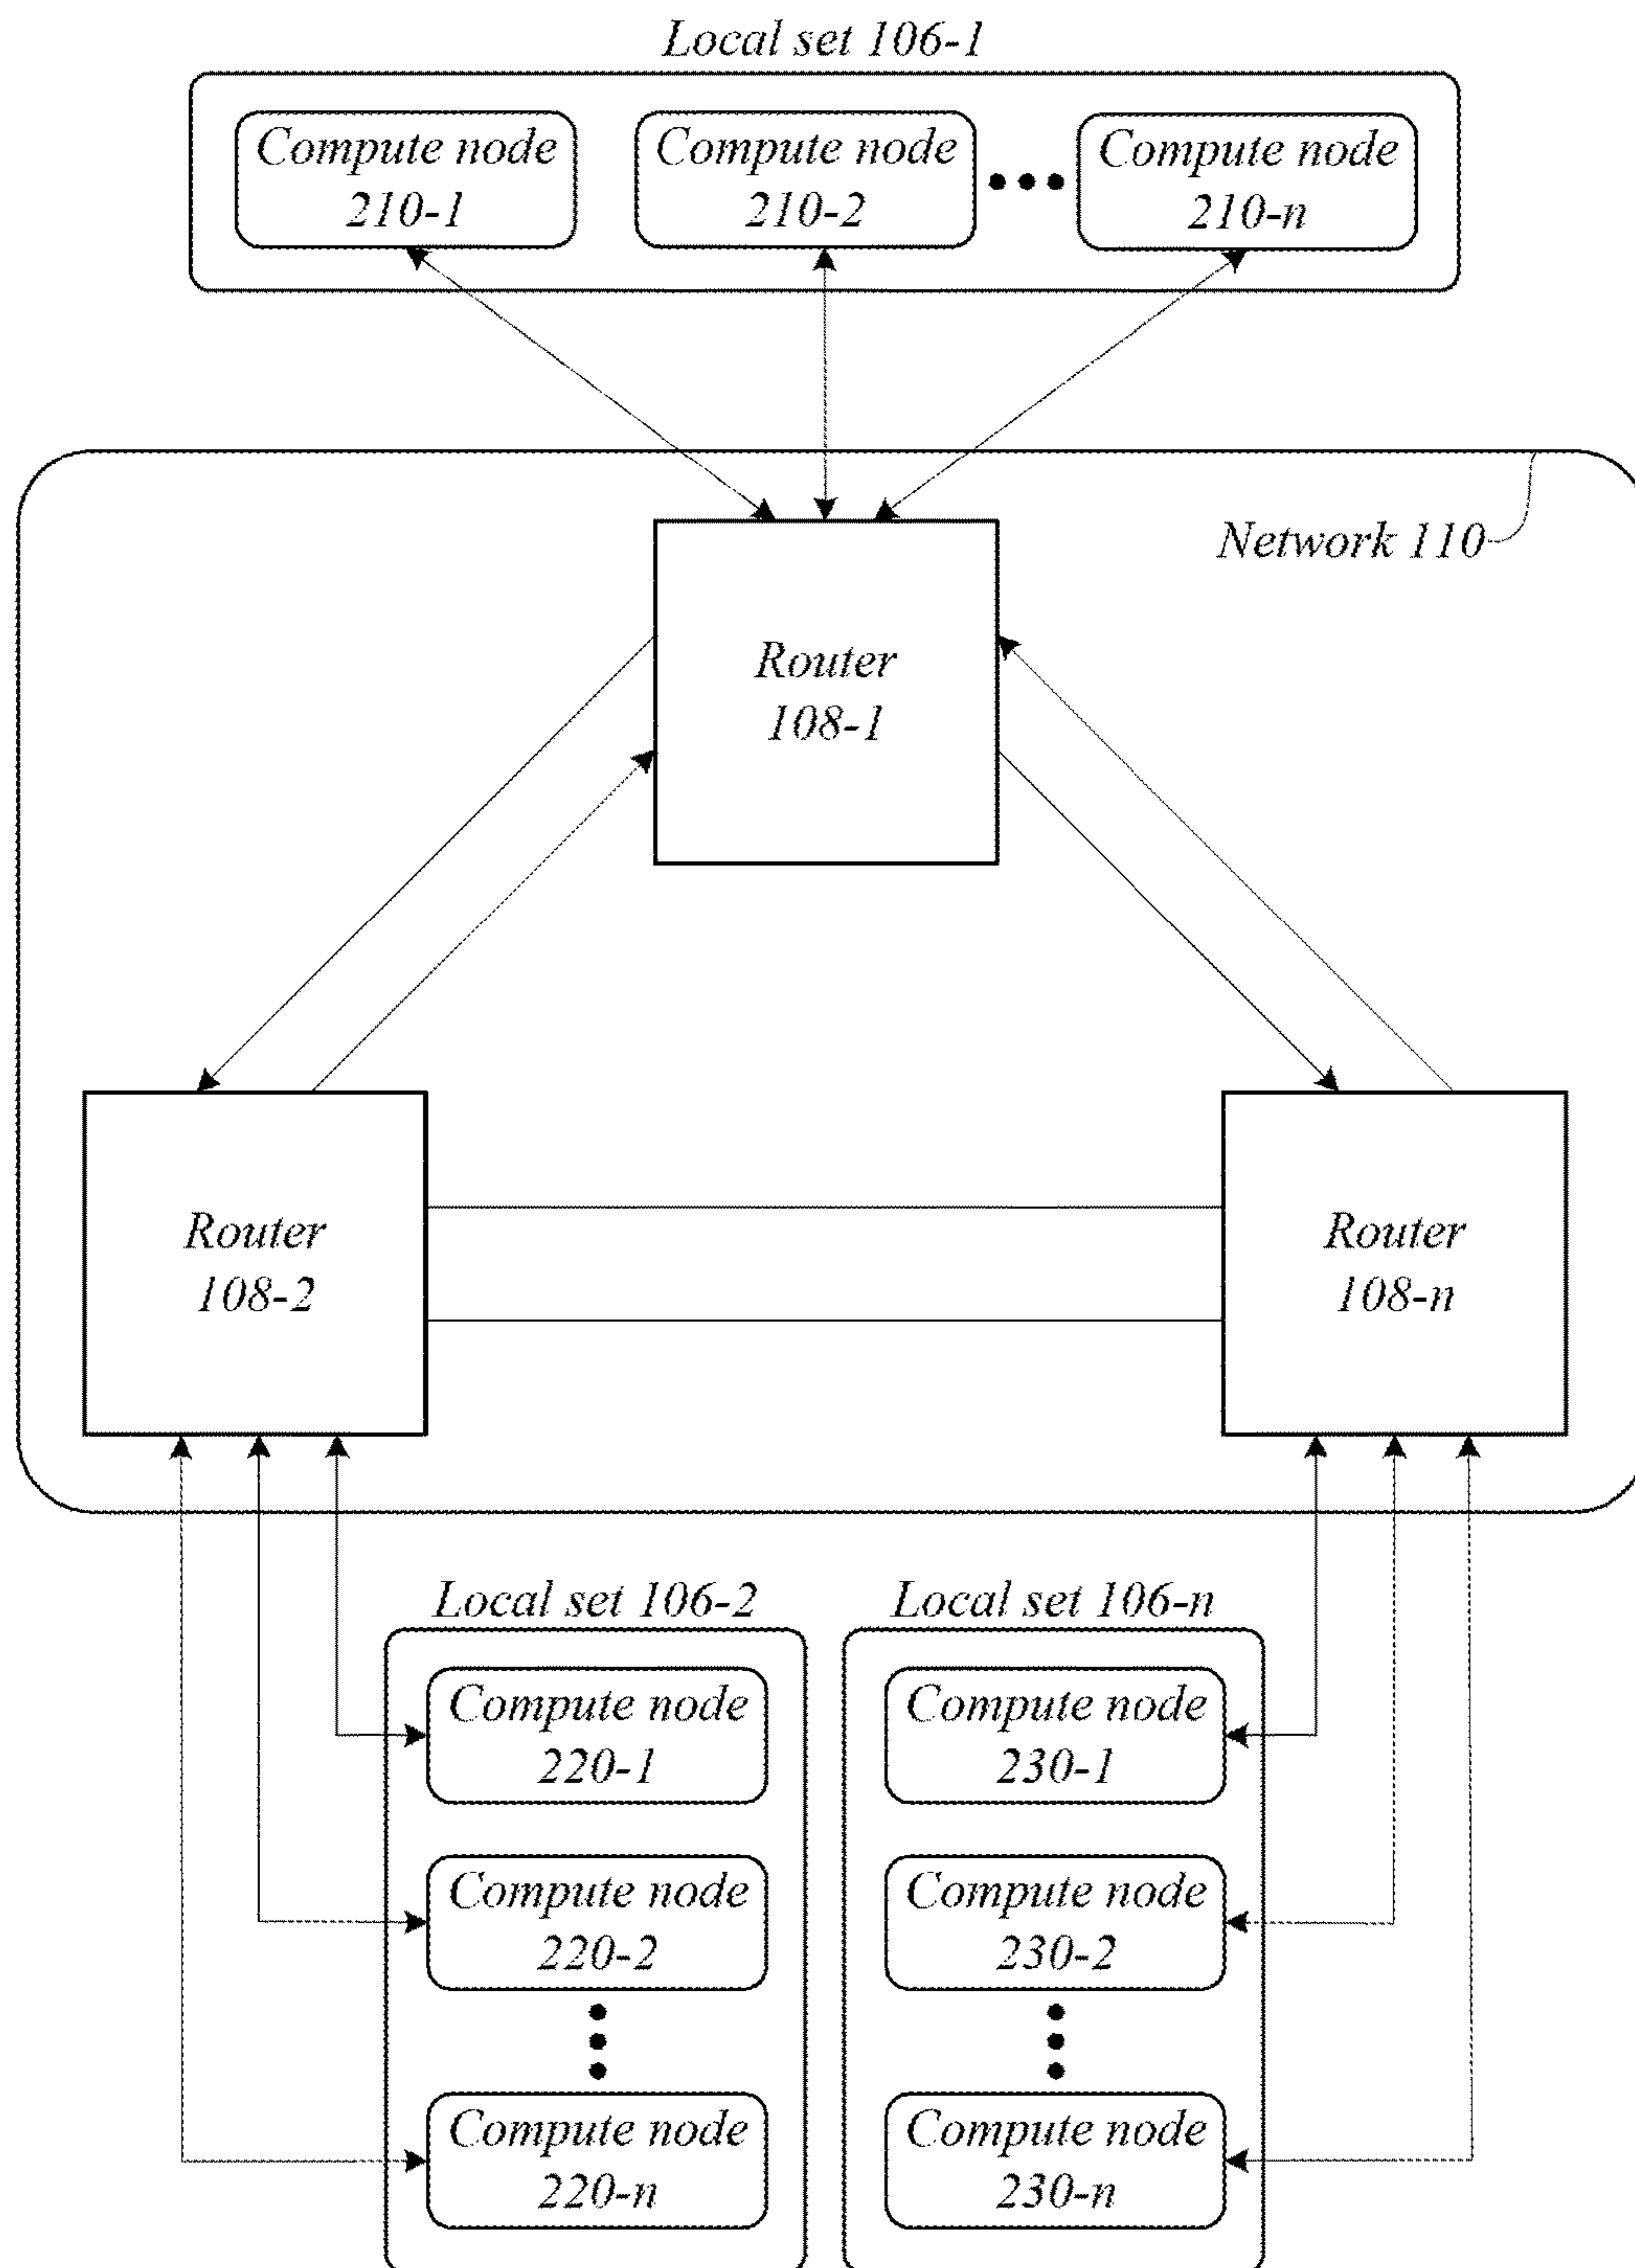 Local set 106-1
Compute node
210-1
Compute node
210-2
Compute node
210-n
Network 110
Router
108-1
Router
108-2
Router
108-n
Local set 106-2
Compute node
220-1
Compute node
220-2
Compute node
220-n
Local set 106-n
Compute node
230-1
Compute node
230-2
Compute node
230-n